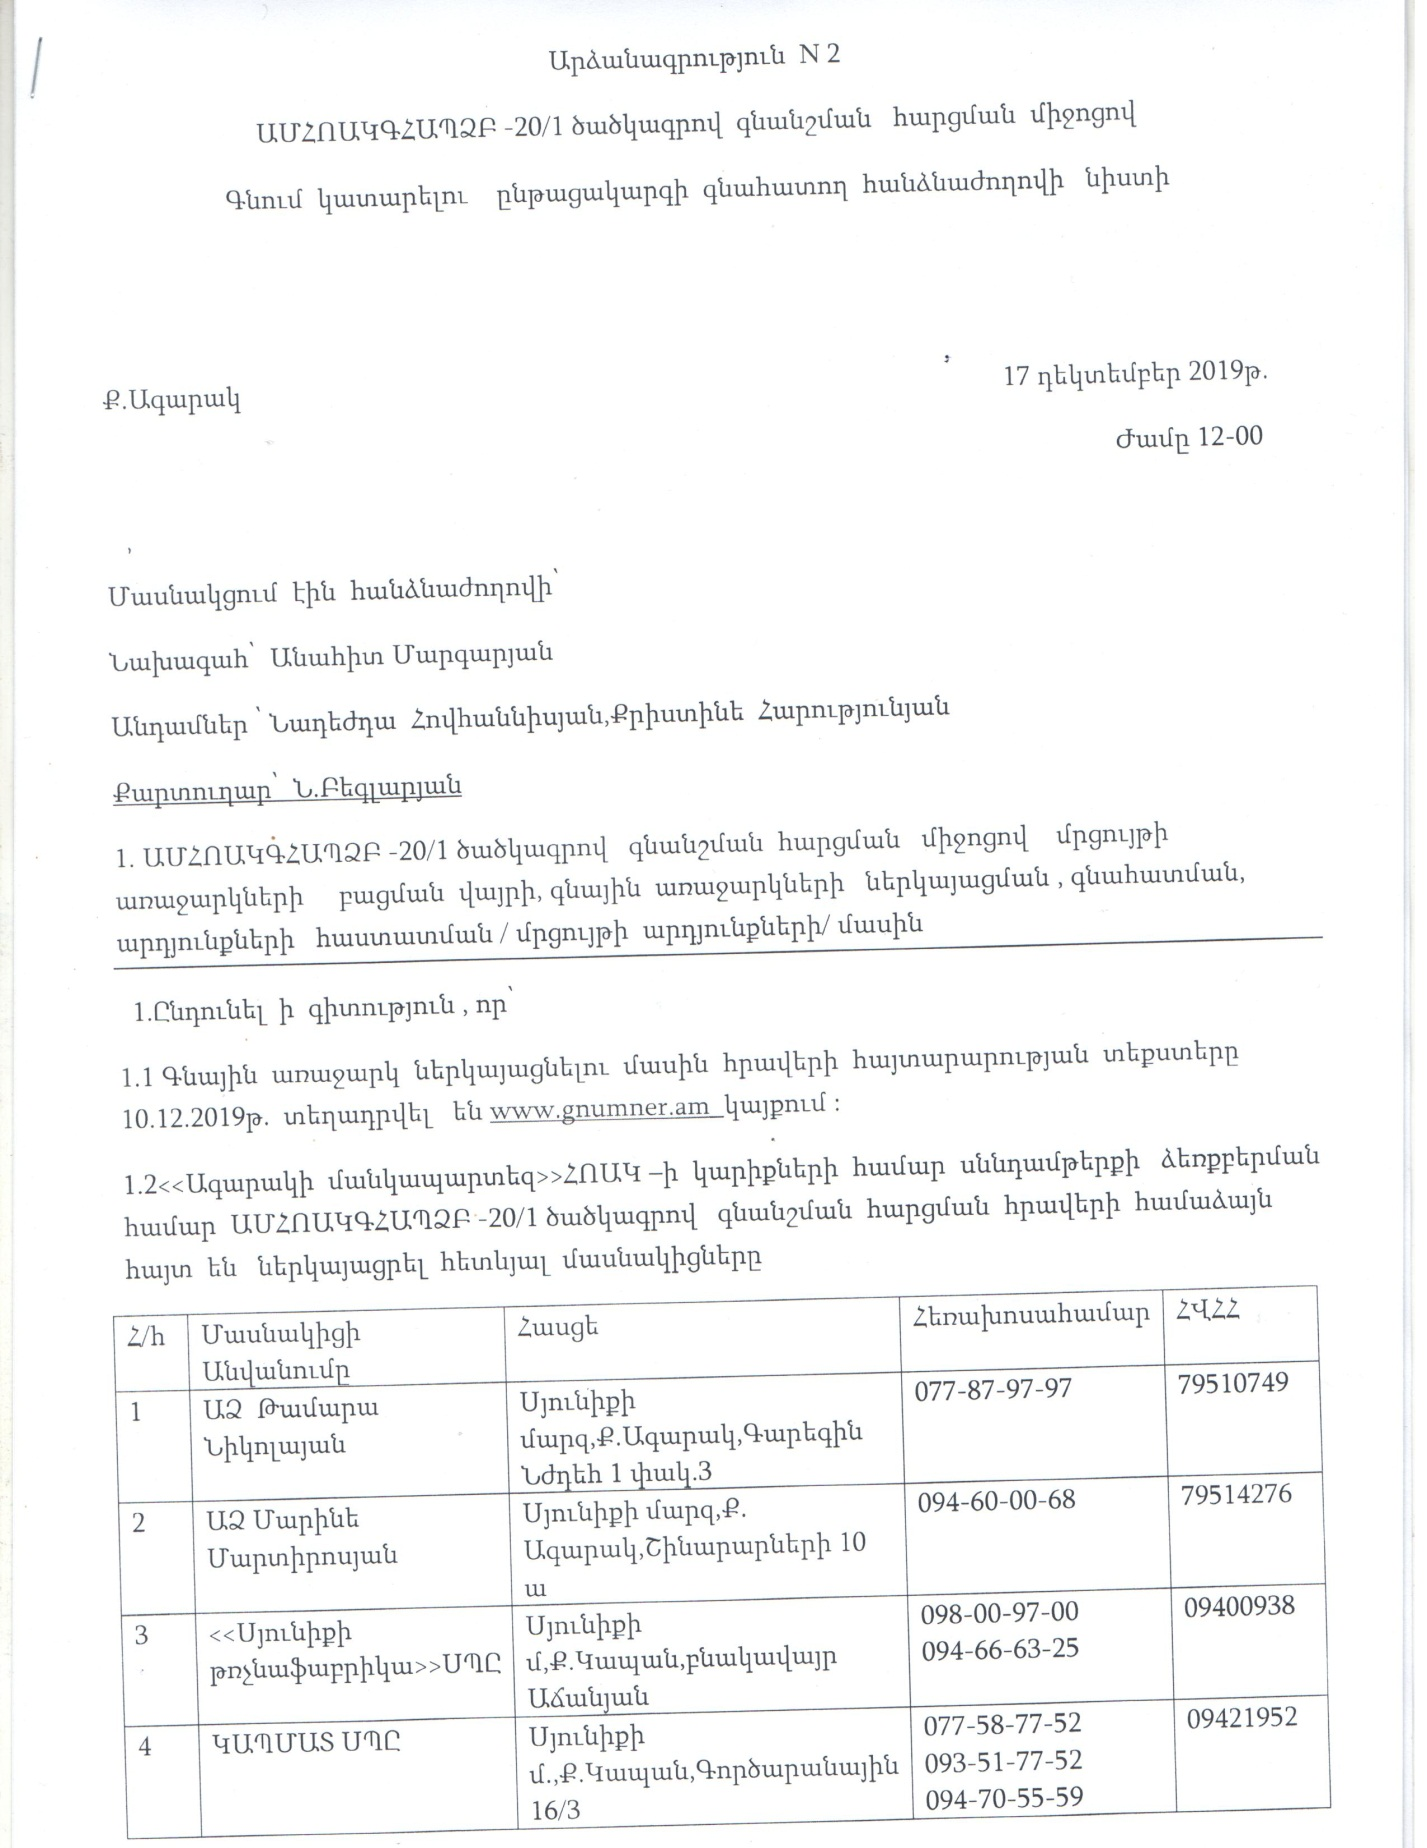 Արձանագրություն N 2
ԱՄՀՈԱԿԳՀԱՊՁԲ -20/1 ծածկագրով գնանշման հարցման միջոցով
Գնում կատարելու ընթացակարգի գնահատող հանձնաժողովի նիստի
Ք.Ագարակ
17 դեկտեմբեր 2019թ.
Ժամը 12-00
Մասնակցում էին հանձնաժողովի՝
Նախագահ՝ Անահիտ Մարգարյան
Անդամներ ՝ Նադեժդա Հովհաննիսյան,Քրիստինե Հարությունյան
Քարտուղար՝ Ն.Բեգլարյան
1. ԱՄՀՈԱԿԳՀԱՊՁԲ -20/1 ծածկագրով գնանշման հարցման միջոցով մրցույթի
առաջարկների բացման վայրի, գնային առաջարկների ներկայացման , գնահատման,
արդյունքների հաստատման / մրցույթի արդյունքների/ մասին
1.Ընդունել ի գիտություն , որ՝
1.1 Գնային առաջարկ ներկայացնելու մասին հրավերի հայտարարության տեքստերը
10.12.2019թ. տեղադրվել են www.gnumner.am կայքում :
1.2<<Ագարակի մանկապարտեզ>>ՀՈԱԿ –ի կարիքների համար սննդամթերքի ձեռքբերման
համար ԱՄՀՈԱԿԳՀԱՊՁԲ -20/1 ծածկագրով գնանշման հարցման հրավերի համաձայն
հայտ են ներկայացրել հետևյալ մասնակիցները
Հ/հ Մասնակիցի Հասցե Հեռախոսահամար ՀՎՀՀ
Անվանումը
1 ԱՁ Թամարա Սյունիքի 077-87-97-97 79510749
Նիկոլայան մարզ,Ք.Ագարակ,Գարեգին
Նժդեհ 1 փակ.3
2 ԱՁ Մարինե Սյունիքի մարզ,Ք. 094-60-00-68 79514276
Մարտիրոսյան Ագարակ,Շինարարների 10
ա
3 <<Սյունիքի Սյունիքի 098-00-97-00 09400938
թռչնաֆաբրիկա>>ՍՊԸ մ,Ք.Կապան,բնակավայր 094-66-63-25
Աճանյան
4 ԿԱՊՄԱՏ ՍՊԸ Սյունիքի 077-58-77-52 09421952
մ.,Ք.Կապան,Գործարանային 093-51-77-52
16/3 094-70-55-59